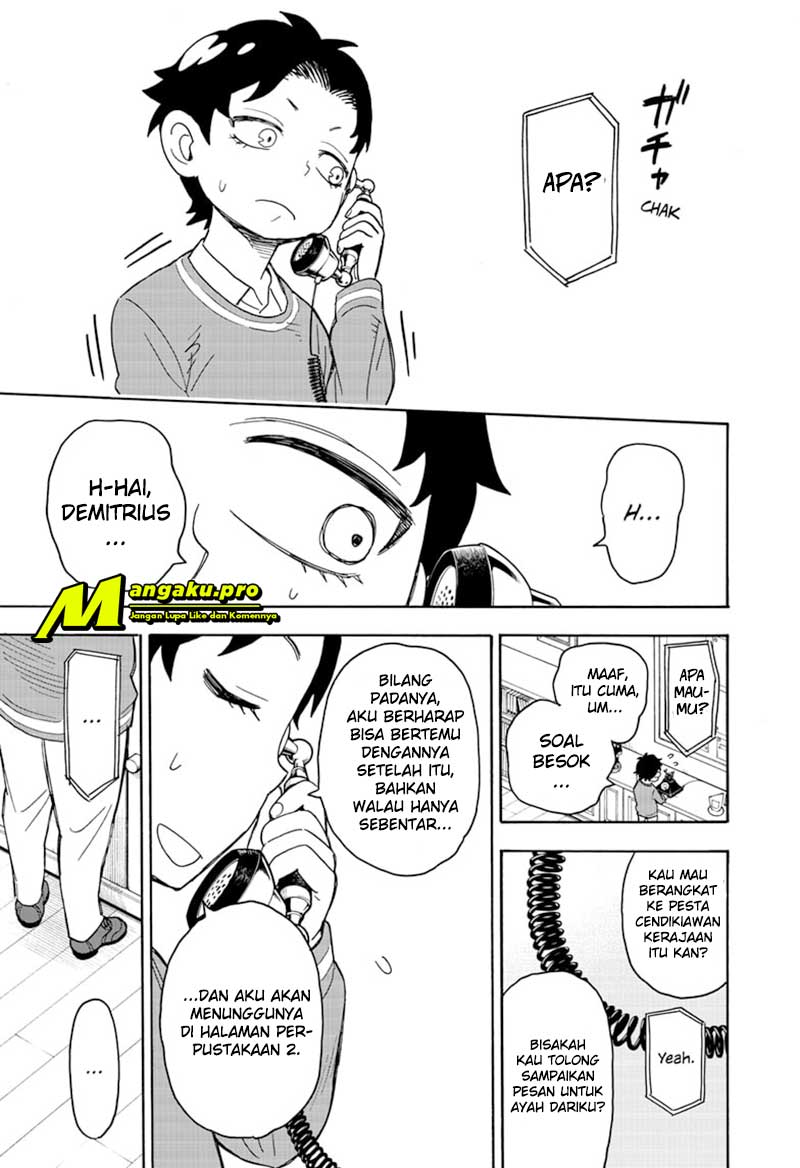 ガチャ
CHAK
APA?
H...
H-HAI,
DEMITRIUS
...
Mangaku.pro
Jangan Lupa Like dan Komennya
APA
MAU-
MU?
MAAF,
ITU CUMA,
UM...
SOAL
BESOK
...
KAU MAU
BERANGKAT
KE PESTA
CENDIKIAWAN
KERAJAAN
ITU KAN?
Yeah.
BISAKAH
KAU TOLONG
SAMPAIKAN
PESAN UNTUK
AYAH DARIKU?
BILANG
PADANYA,
AKU BERHARAP
BISA BERTEMU
DENGANNYA
SETELAH ITU,
BAHKAN
WALAU HANYA
SEBENTAR...
...DAN AKU AKAN
MENUNGGUNYA
DI HALAMAN PER-
PUSTAKAAN 2.
...
...